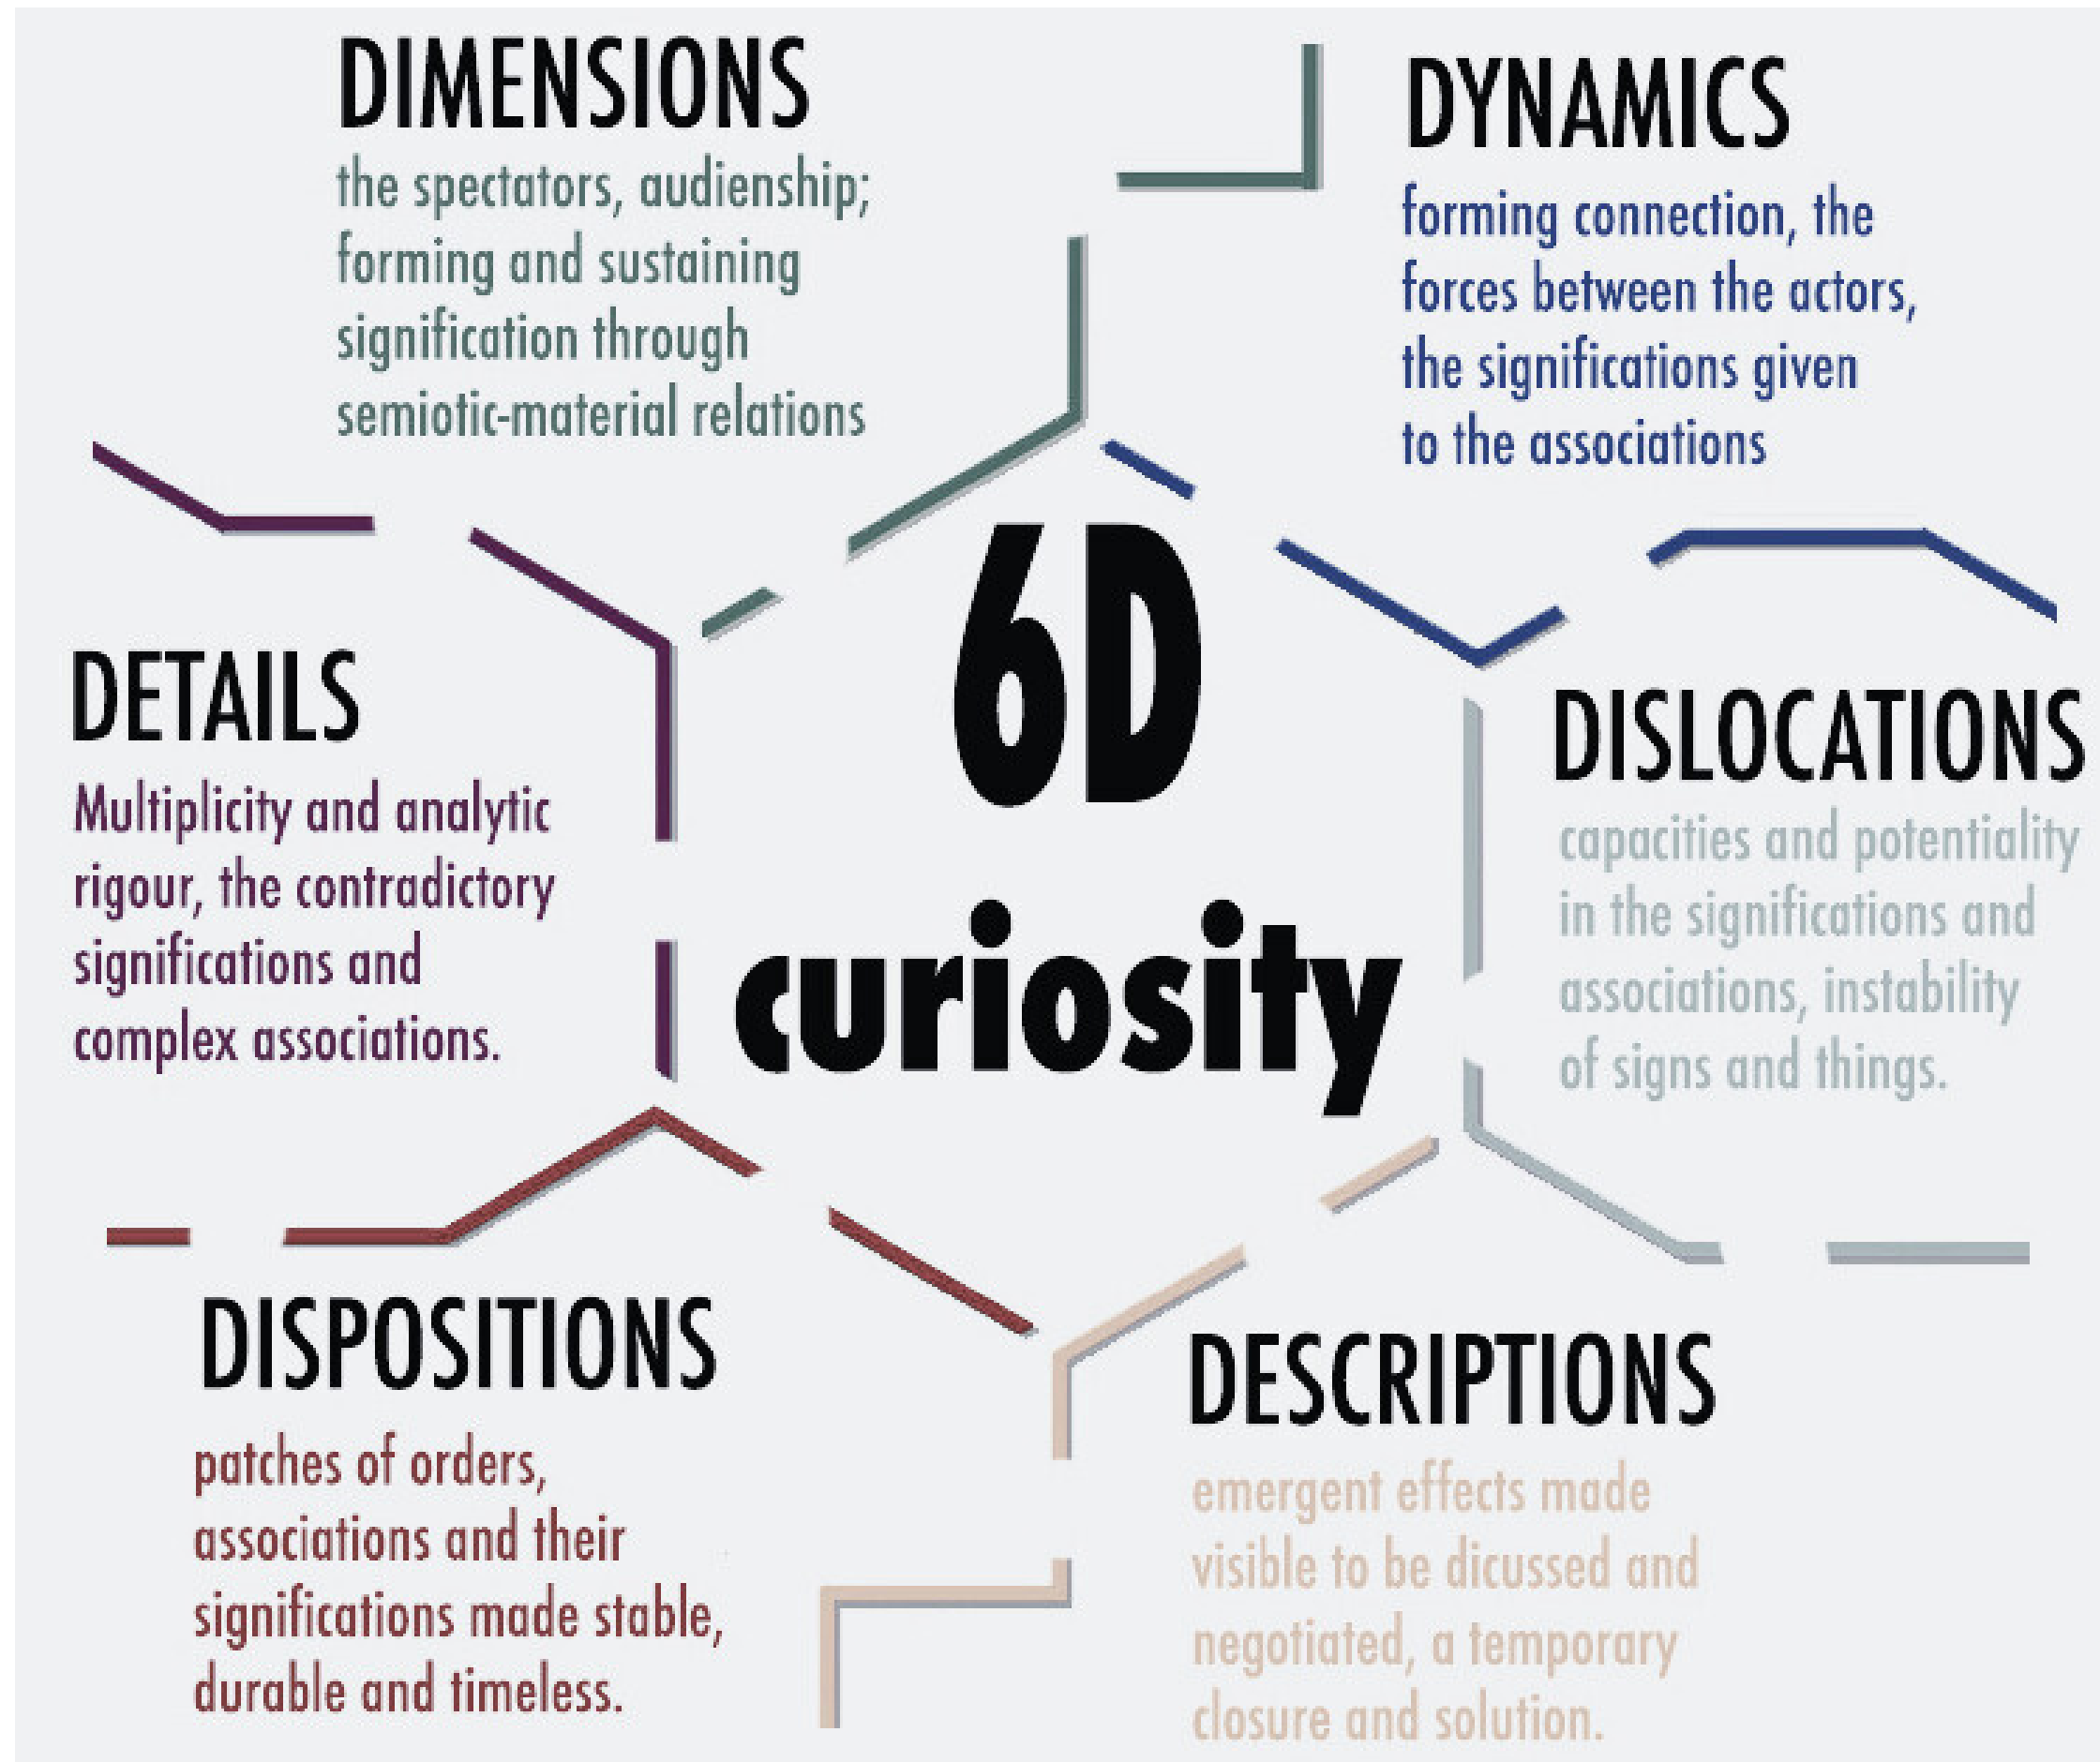 DIMENSIONS
the spectators, audienship;
forming and sustaining
signification through
semiotic-material relations
DYNAMICS
forming connection, the
forces between the actors,
the significations given
to the associations
6D
curiosity
DETAILS
Multiplicity and analytic
rigour, the contradictory
significations and
complex associations.
DISLOCATIONS
capacities and potentiality
in the significations and
associations, instability
of signs and things.
DISPOSITIONS
patches of orders,
associations and their
significations made stable,
durable and timeless.
DESCRIPTIONS
emergent effects made
visible to be dicussed and
negotiated, a temporary
closure and solution.